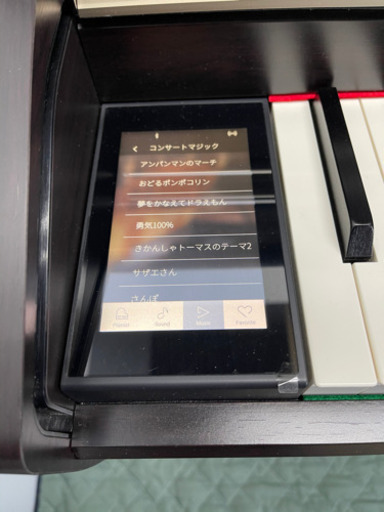 コンサートマジック
アンパンマンのマーチ
おどるポンポコリン
夢をかなえてドラえもん
勇気100%
きかんしゃトーマスのテーマ2
サザエさん
さんぽ
Sound
Music
Favorite